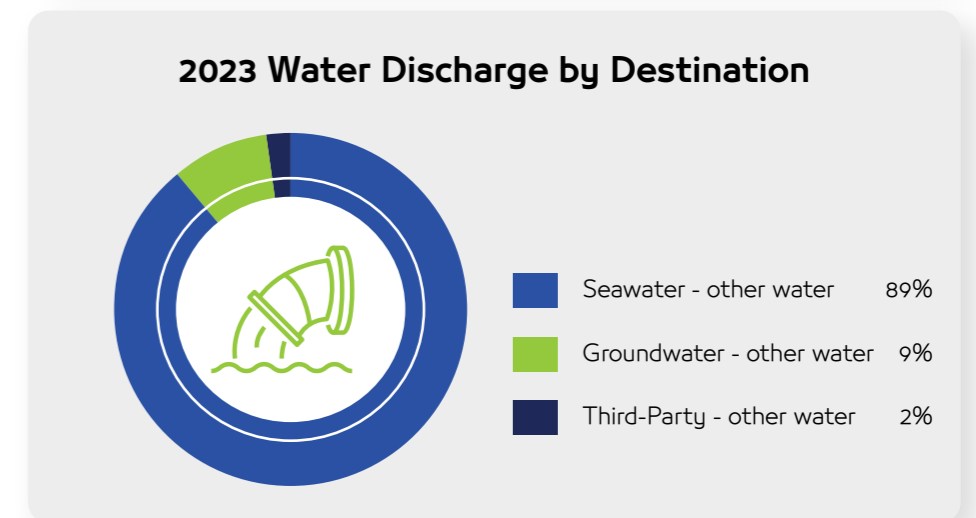 2023 Water Discharge by Destination
Seawater - other water 89%
Groundwater - other water 9%
Third-Party - other water 2%